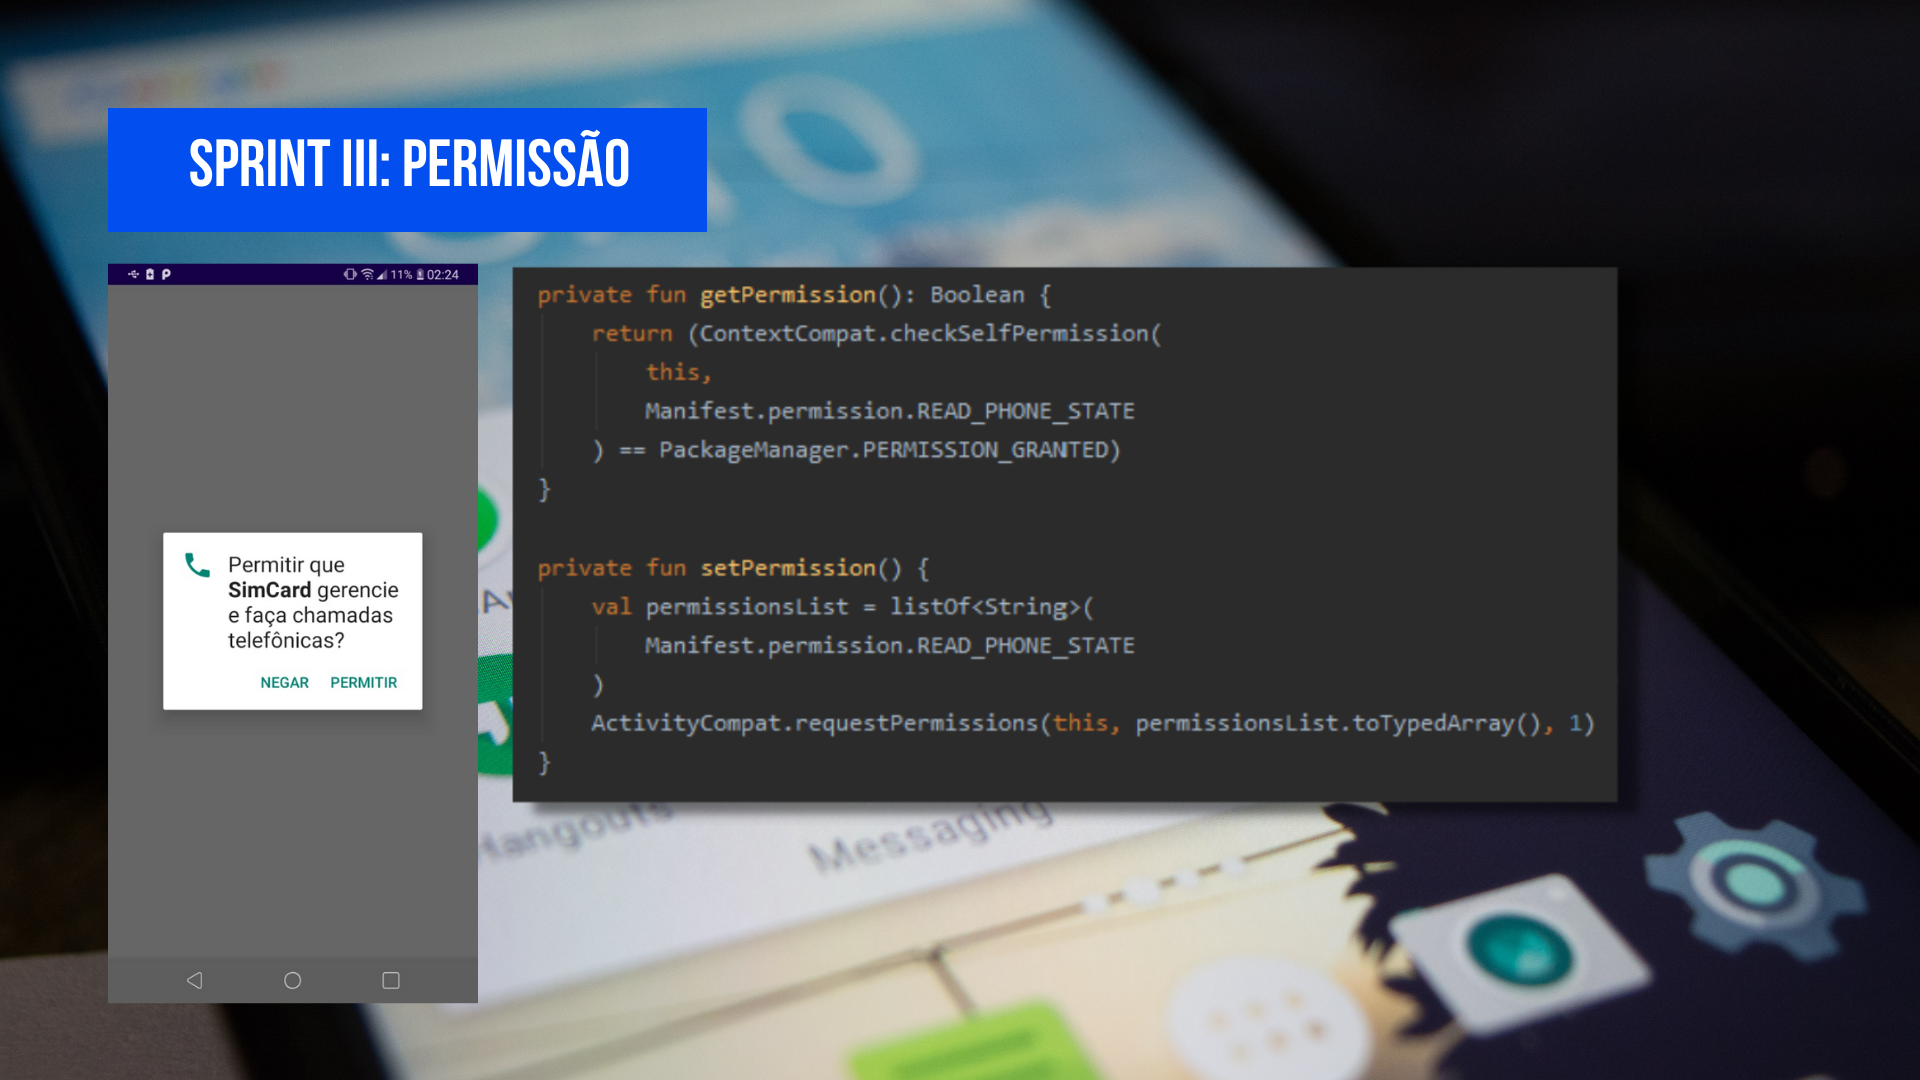 SPRINT III: PERMISSÃO
11% 02:24
Permitir que
SimCard gerencie
e faça chamadas
telefônicas?
NEGAR PERMITIR
private fun getPermission(): Boolean {
return (ContextCompat.checkSelfPermission(
this,
Manifest.permission.READ_PHONE_STATE
) == PackageManager.PERMISSION_GRANTED)
}
private fun setPermission() {
val permissionsList = listOf<String>(
Manifest.permission.READ_PHONE_STATE
)
ActivityCompat.requestPermissions(this, permissionsList.toTypedArray(), 1)
}
Hangouts
Messaging